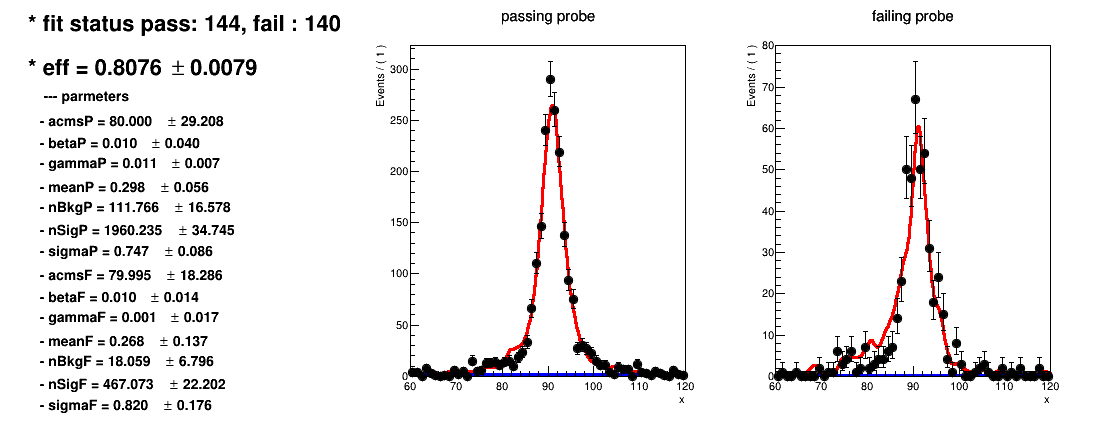 * fit status pass: 144, fail : 140
* eff = 0.8076 ± 0.0079
--- parmeters
- acmsP = 80.000 ± 29.208
- betaP = 0.010 ± 0.040
- gammaP = 0.011 ± 0.007
- meanP = 0.298 ± 0.056
- nBkgP = 111.766 ± 16.578
- nSigP = 1960.235 ± 34.745
- sigmaP = 0.747 ± 0.086
- acmsF = 79.995 ± 18.286
- betaF = 0.010 ± 0.014
- gammaF = 0.001 ± 0.017
- meanF = 0.268 ± 0.137
- nBkgF = 18.059 ± 6.796
- nSigF = 467.073 ± 22.202
- sigmaF = 0.820 ± 0.176
passing probe
Events / ( 1 )
300
250
200
150
100
50
0
60 70 80 90 100 110 120
x
failing probe
Events / ( 1 )
80
70
60
50
40
30
20
10
0
60 70 80 90 100 110 120
x